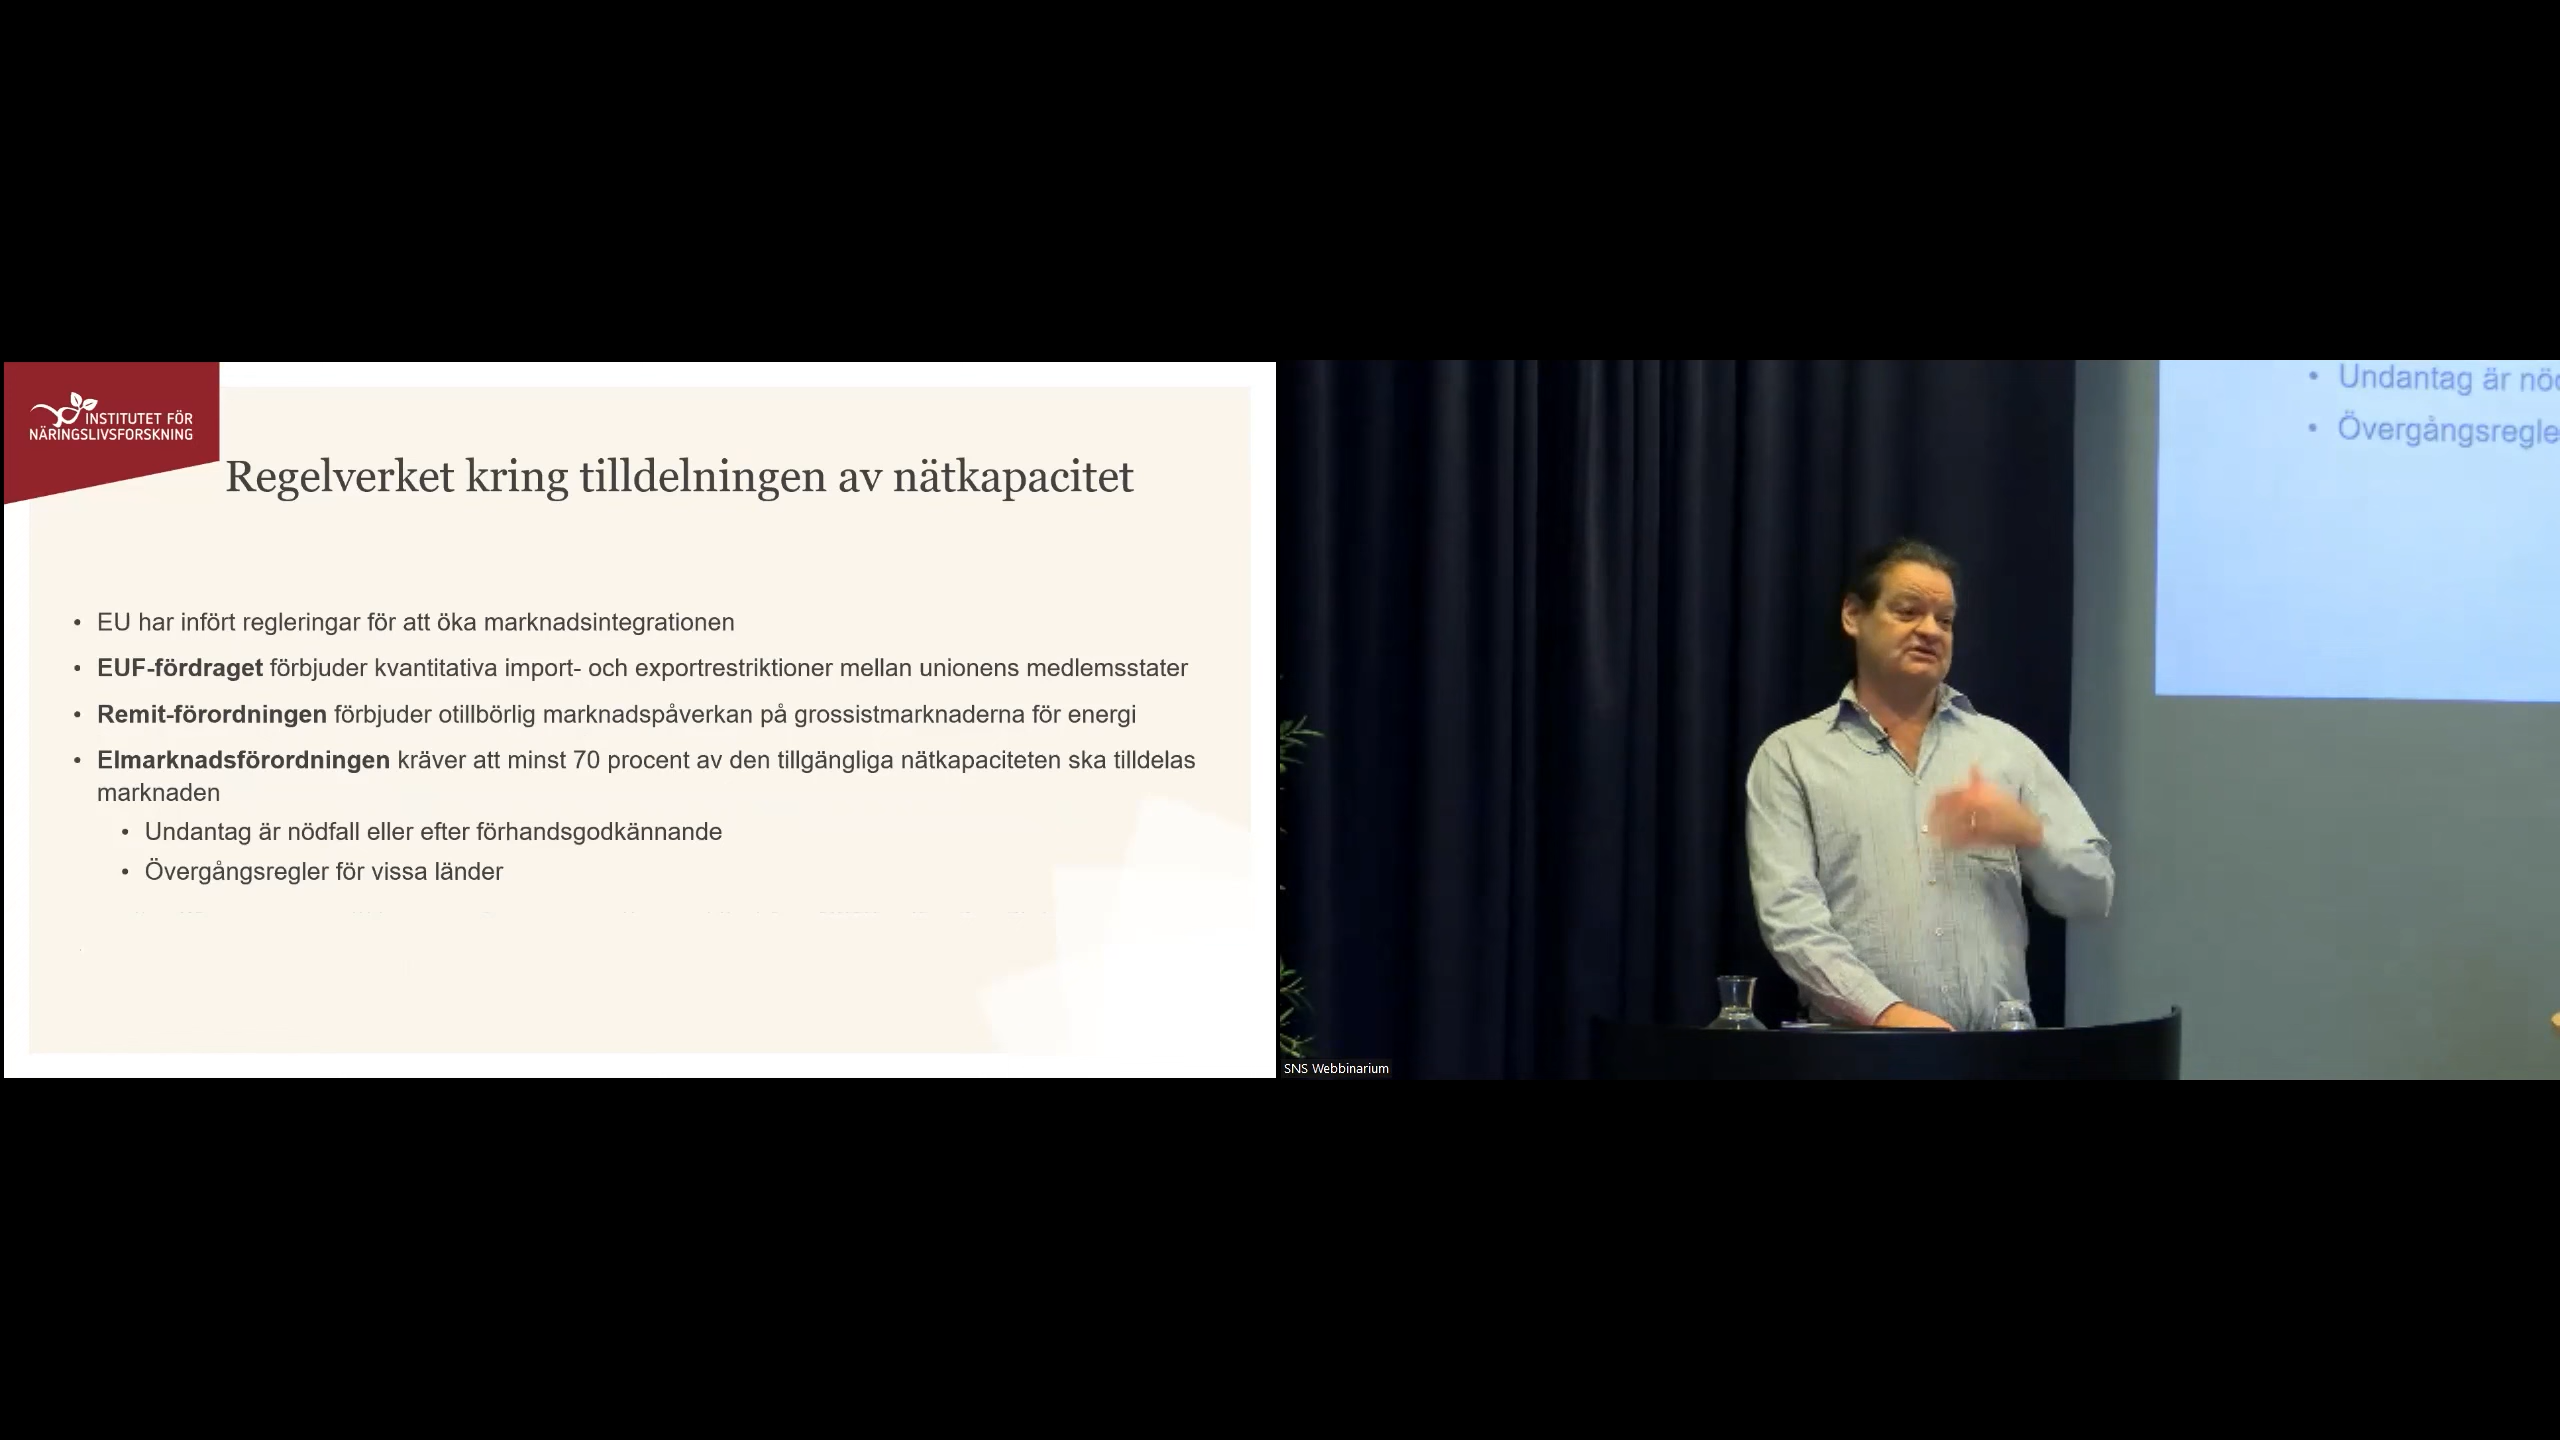 INSTITUTET FÖR
NÄRINGSLIVSFORSKNING
Regelverket kring tilldelningen av nätkapacitet
• EU har infört regleringar för att öka marknadsintegrationen
• EUF-fördraget förbjuder kvantitativa import- och exportrestriktioner mellan unionens medlemsstater
• Remit-förordningen förbjuder otillbörlig marknadspåverkan på grossistmarknaderna för energi
• Elmarknadsförordningen kräver att minst 70 procent av den tillgängliga nätkapaciteten ska tilldelas
marknaden
• Undantag är nödfall eller efter förhandsgodkännande
• Övergångsregler för vissa länder
• Undantag är nöd
• Övergångsregle
SNS Webbinarium